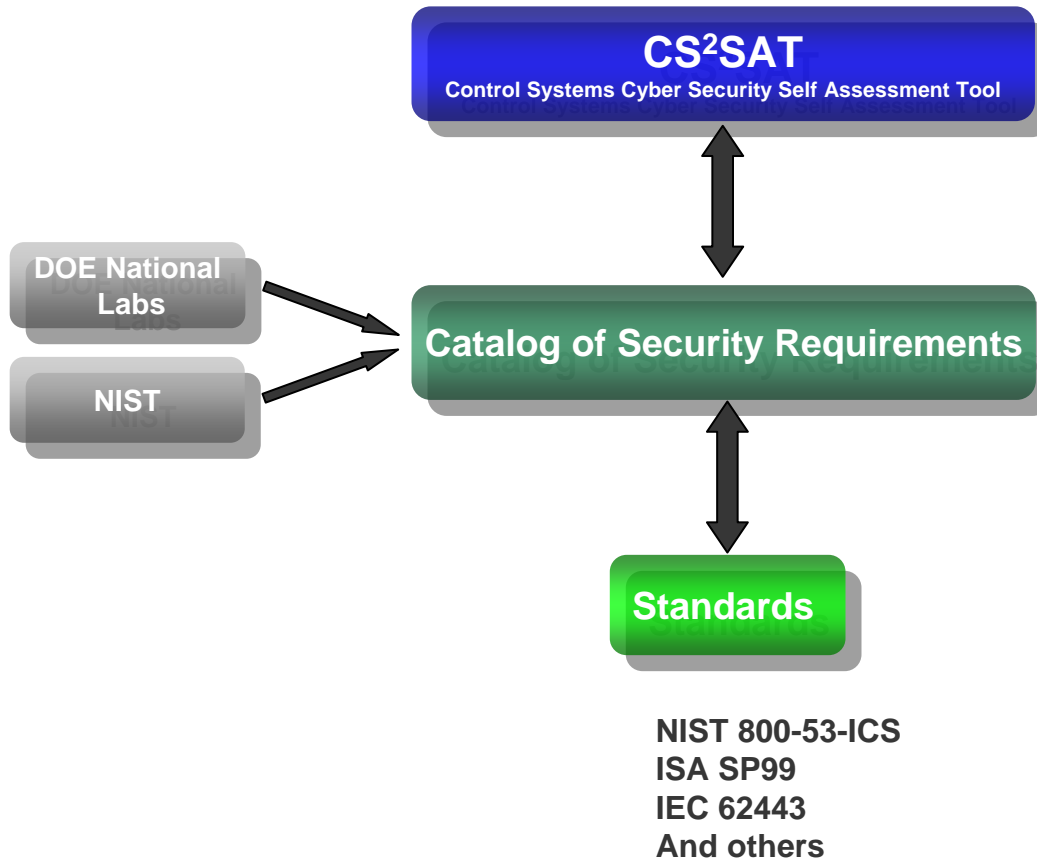 CS²SAT
Control Systems Cyber Security Self Assessment Tool
DOE National
Labs
NIST
Catalog of Security Requirements
Standards
NIST 800-53-ICS
ISA SP99
IEC 62443
And others